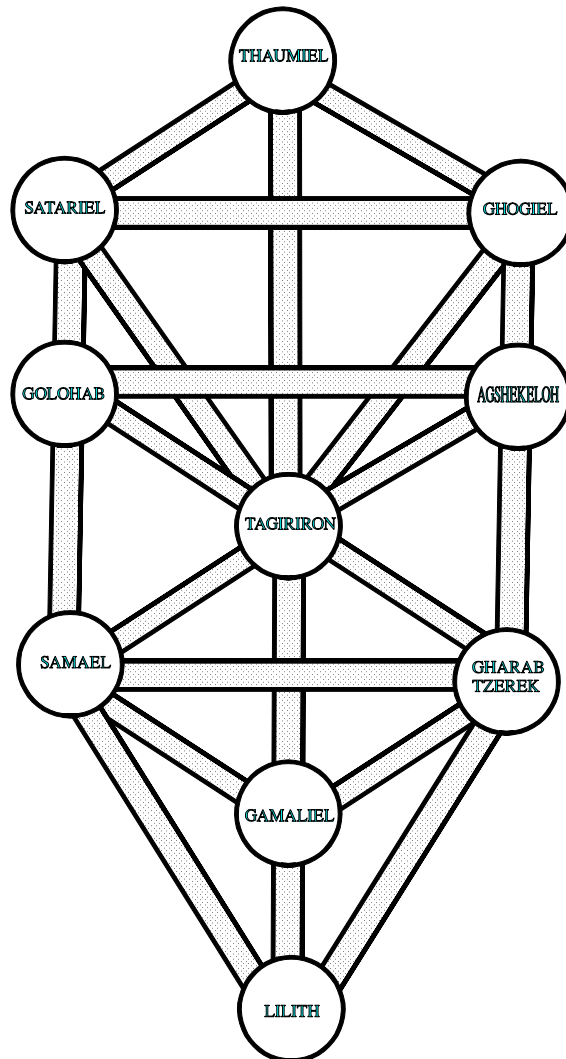 THAUMIEL
SATARIEL
GHOGIEL
GOLOHAB
AGSHEKELOH
TAGIRIRON
SAMAEL
GHARAB
TZEREK
GAMALIEL
LILITH